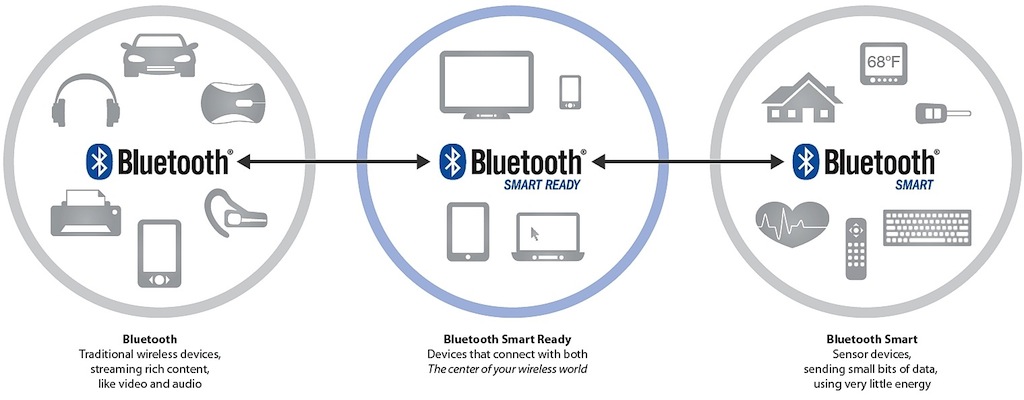 68°F
Bluetooth®
Bluetooth®
SMART READY
Bluetooth®
SMART
Bluetooth
Traditional wireless devices,
streaming rich content,
like video and audio
Bluetooth Smart Ready
Devices that connect with both
The center of your wireless world
Bluetooth Smart
Sensor devices,
sending small bits of data,
using very little energy